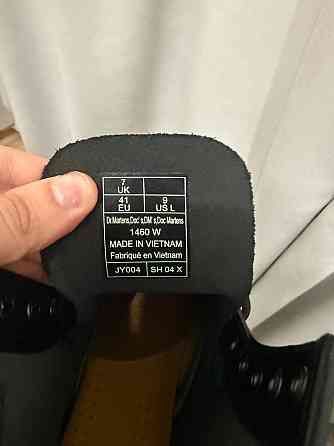 7
UK
41 9
EU US L
Dr.Martens,Doc's,DM's,Doc Martens
1460 W
MADE IN VIETNAM
Fabriqué en Vietnam
JY004 SH 04 X